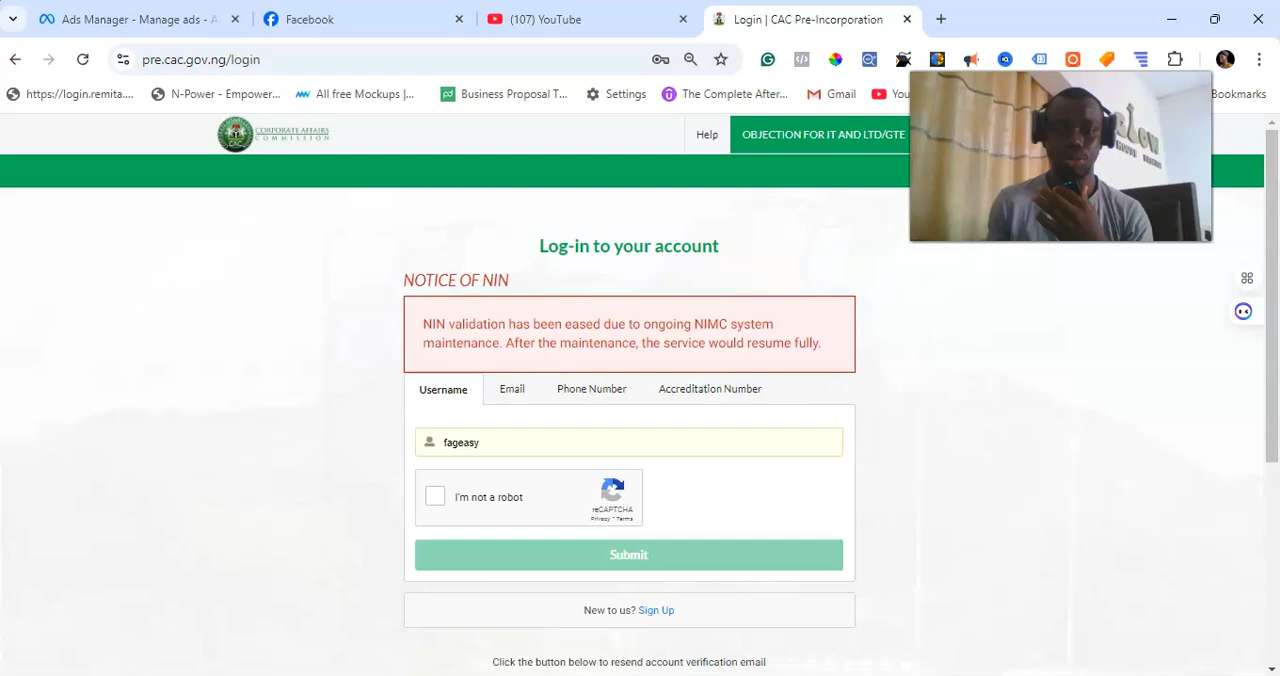 Ads Manager - Manage ads - A
Facebook
(107) YouTube
Login | CAC Pre-Incorporation
pre.cac.gov.ng/login
https://login.remita....
N-Power - Empower...
All free Mockups |...
Business Proposal T...
Settings
The Complete After...
Gmail
You
Bookmarks
CORPORATE AFFAIRS
COMMISSION
Help
OBJECTION FOR IT AND LTD/GTE
Log-in to your account
NOTICE OF NIN
NIN validation has been eased due to ongoing NIMC system
maintenance. After the maintenance, the service would resume fully.
Username
Email
Phone Number
Accreditation Number
fageasy
I'm not a robot
reCAPTCHA
Privacy - Terms
Submit
New to us? Sign Up
Click the button below to resend account verification email